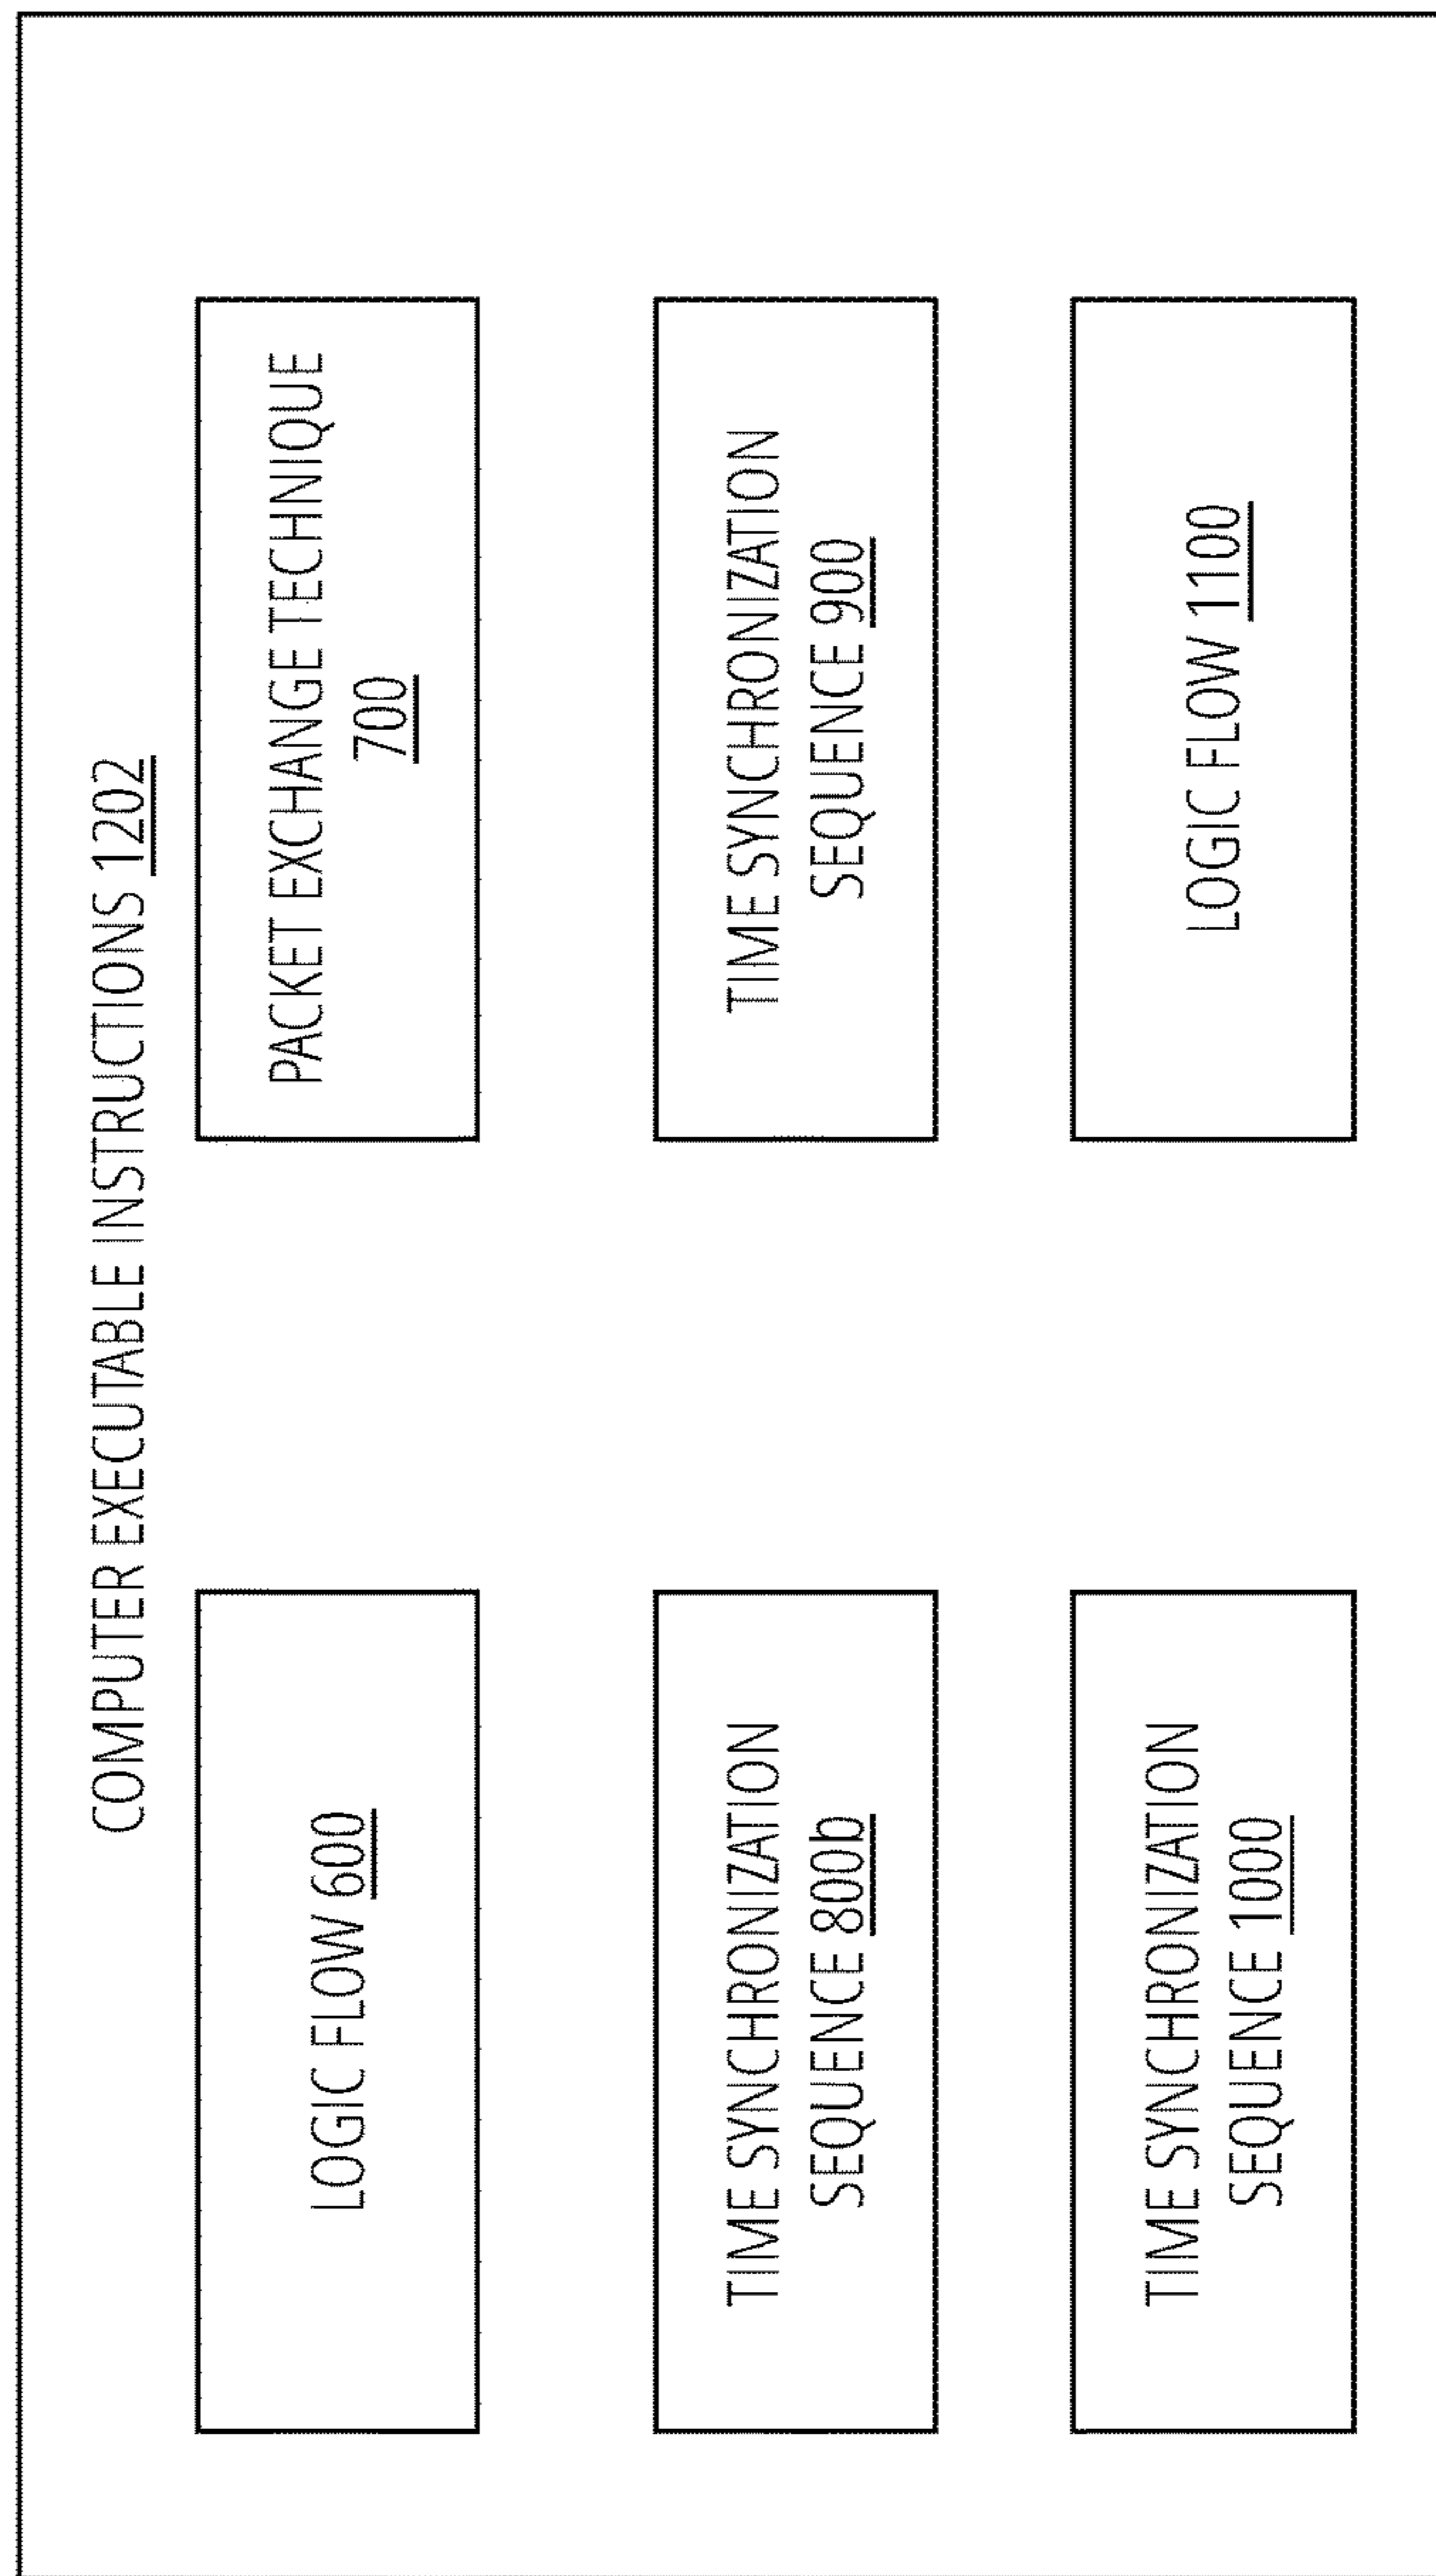 COMPUTER EXECUTABLE INSTRUCTIONS 1202
LOGIC FLOW 600
PACKET EXCHANGE TECHNIQUE
700
TIME SYNCHRONIZATION
SEQUENCE 800b
TIME SYNCHRONIZATION
SEQUENCE 900
TIME SYNCHRONIZATION
SEQUENCE 1000
LOGIC FLOW 1100